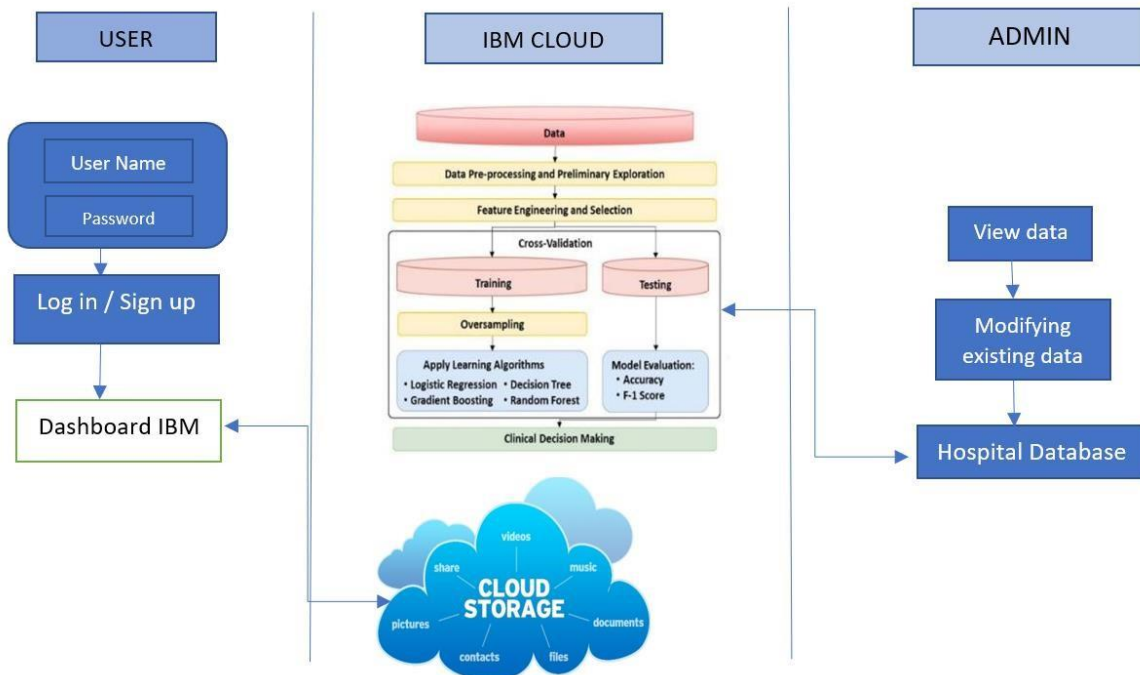 USER
IBM CLOUD
ADMIN
User Name
Password
Log in / Sign up
Dashboard IBM
Data
Data Pre-processing and Preliminary Exploration
Feature Engineering and Selection
Cross-Validation
Training
Testing
Oversampling
Apply Learning Algorithms
• Logistic Regression • Decision Tree
• Gradient Boosting • Random Forest
Model Evaluation:
• Accuracy
• F-1 Score
Clinical Decision Making
videos
share
music
CLOUD
STORAGE
pictures
documents
contacts
files
View data
Modifying
existing data
Hospital Database